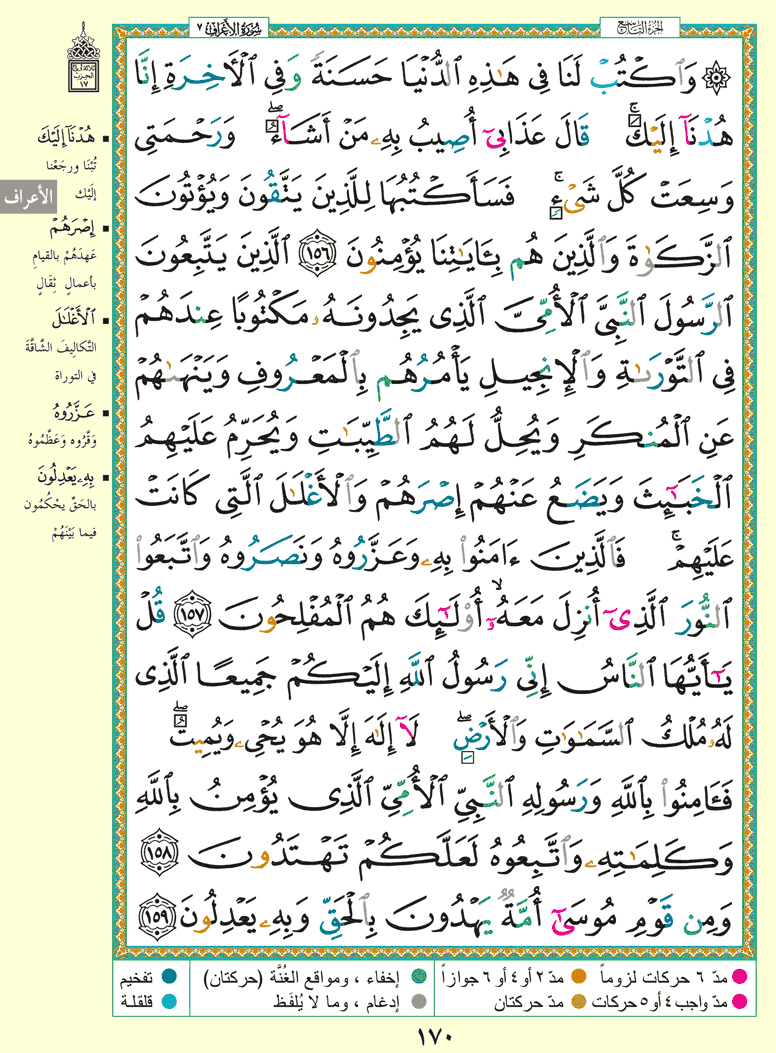 سُورَةُ الأَعْرَاف ٧
الجزء التاسع
۞ وَٱكْتُبْ لَنَا فِى هَٰذِهِ ٱلدُّنْيَا حَسَنَةً وَفِى ٱلْأَخِرَةِ إِنَّا
هُدْنَآ إِلَيْكَۚ قَالَ عَذَابِىٓ أُصِيبُ بِهِۦ مَنْ أَشَآءُۖ وَرَحْمَتِى
وَسِعَتْ كُلَّ شَىْءٍۚ فَسَأَكْتُبُهَا لِلَّذِينَ يَتَّقُونَ وَيُؤْتُونَ
ٱلزَّكَوٰةَ وَٱلَّذِينَ هُم بِـَٔايَٰتِنَا يُؤْمِنُونَ ١٥٦ ٱلَّذِينَ يَتَّبِعُونَ
ٱلرَّسُولَ ٱلنَّبِىَّ ٱلْأُمِّىَّ ٱلَّذِى يَجِدُونَهُۥ مَكْتُوبًا عِندَهُمْ
فِى ٱلتَّوْرَىٰةِ وَٱلْإِنجِيلِ يَأْمُرُهُم بِٱلْمَعْرُوفِ وَيَنْهَىٰهُمْ
عَنِ ٱلْمُنكَرِ وَيُحِلُّ لَهُمُ ٱلطَّيِّبَٰتِ وَيُحَرِّمُ عَلَيْهِمُ
ٱلْخَبَٰٓئِثَ وَيَضَعُ عَنْهُمْ إِصْرَهُمْ وَٱلْأَغْلَٰلَ ٱلَّتِى كَانَتْ
عَلَيْهِمْۚ فَٱلَّذِينَ ءَامَنُوا۟ بِهِۦ وَعَزَّرُوهُ وَنَصَرُوهُ وَٱتَّبَعُوا۟
ٱلنُّورَ ٱلَّذِىٓ أُنزِلَ مَعَهُۥٓۙ أُو۟لَٰٓئِكَ هُمُ ٱلْمُفْلِحُونَ ١٥٧ قُلْ
يَٰٓأَيُّهَا ٱلنَّاسُ إِنِّى رَسُولُ ٱللَّهِ إِلَيْكُمْ جَمِيعًا ٱلَّذِى
لَهُۥ مُلْكُ ٱلسَّمَٰوَٰتِ وَٱلْأَرْضِۖ لَآ إِلَٰهَ إِلَّا هُوَ يُحْىِۦ وَيُمِيتُۖ
فَـَٔامِنُوا۟ بِٱللَّهِ وَرَسُولِهِ ٱلنَّبِىِّ ٱلْأُمِّىِّ ٱلَّذِى يُؤْمِنُ بِٱللَّهِ
وَكَلِمَٰتِهِۦ وَٱتَّبِعُوهُ لَعَلَّكُمْ تَهْتَدُونَ ١٥٨
وَمِن قَوْمِ مُوسَىٰٓ أُمَّةٌ يَهْدُونَ بِٱلْحَقِّ وَبِهِۦ يَعْدِلُونَ ١٥٩
ثلاثة أرباع
الحزب
١٧
الأعراف
▪ هُدْنَآ إِلَيْكَ
تُبْنَا ورجَعْنا
إليْك
▪ إِصْرَهُمْ
عَهدَهُمْ بالقيامِ
بأعمالٍ ثِقَالٍ
▪ ٱلْأَغْلَٰلَ
التَّكاليفَ الشَّاقَّةَ
في التوراة
▪ عَزَّرُوهُ
وقَّرُوه وعَظَّمُوهُ
▪ بِهِۦ يَعْدِلُونَ
بالحَقِّ يحْكُمُون
فيما بَيْنَهُمْ
مدّ ٦ حركات لزوماً
مدّ ٢ أو ٤ أو ٦ جوازاً
إخفاء ، ومواقع الغُنَّة (حركتان)
تفخيم
مدّ واجب ٤ أو ٥ حركات
مدّ حركتان
إدغام ، وما لا يُلفَظ
قلقلة
١٧٠